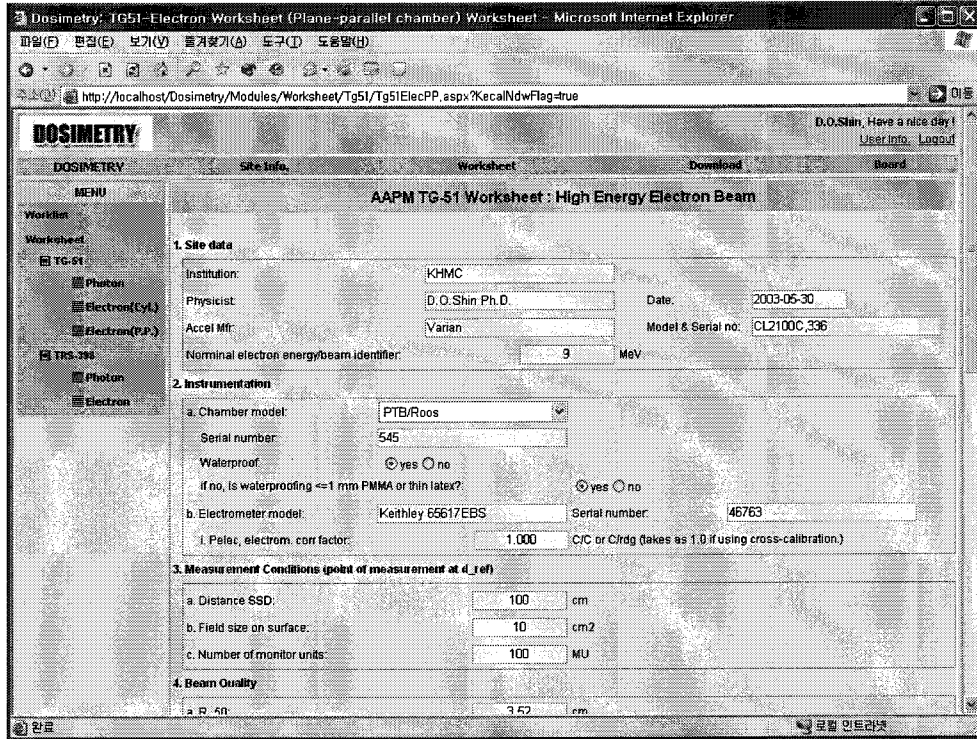 Dosimetry: TG51-Electron Worksheet (Plane-parallel chamber) Worksheet - Microsoft Internet Explorer
파일(F) 편집(E) 보기(V) 즐겨찾기(A) 도구(T) 도움말(H)
주소(D) http://localhost/Dosimetry/Modules/Worksheet/Tg51/Tg51ElecPP.aspx?KecalNdwFlag=true 이동
DOSIMETRY
D.O.Shin, Have a nice day!
User Info. Logout
DOSIMETRY Site Info. Worksheet Download Board
MENU
Worklist
Worksheet
TG-51
Photon
Electron(Cyl.)
Electron(P.P.)
TRS-398
Photon
Electron
AAPM TG-51 Worksheet : High Energy Electron Beam
1. Site data
Institution: KHMC
Physicist: D.O.Shin Ph.D. Date: 2003-05-30
Accel Mfr: Varian Model & Serial no: CL2100C,336
Norminal electron energy/beam identifier: 9 MeV
2. Instrumentation
a. Chamber model: PTB/Roos
Serial number: 545
Waterproof: yes no
if no, is waterproofing <=1 mm PMMA or thin latex?: yes no
b. Electrometer model: Keithley 65617EBS Serial number: 46763
i. Pelec, electrom. corr factor: 1.000 C/C or C/rdg (takes as 1.0 if using cross-calibration.)
3. Measurement Conditions (point of measurement at d_ref)
a. Distance SSD: 100 cm
b. Field size on surface: 10 cm2
c. Number of monitor units: 100 MU
4. Beam Quality
a. R_50: 3.52 cm
완료 로컬 인트라넷